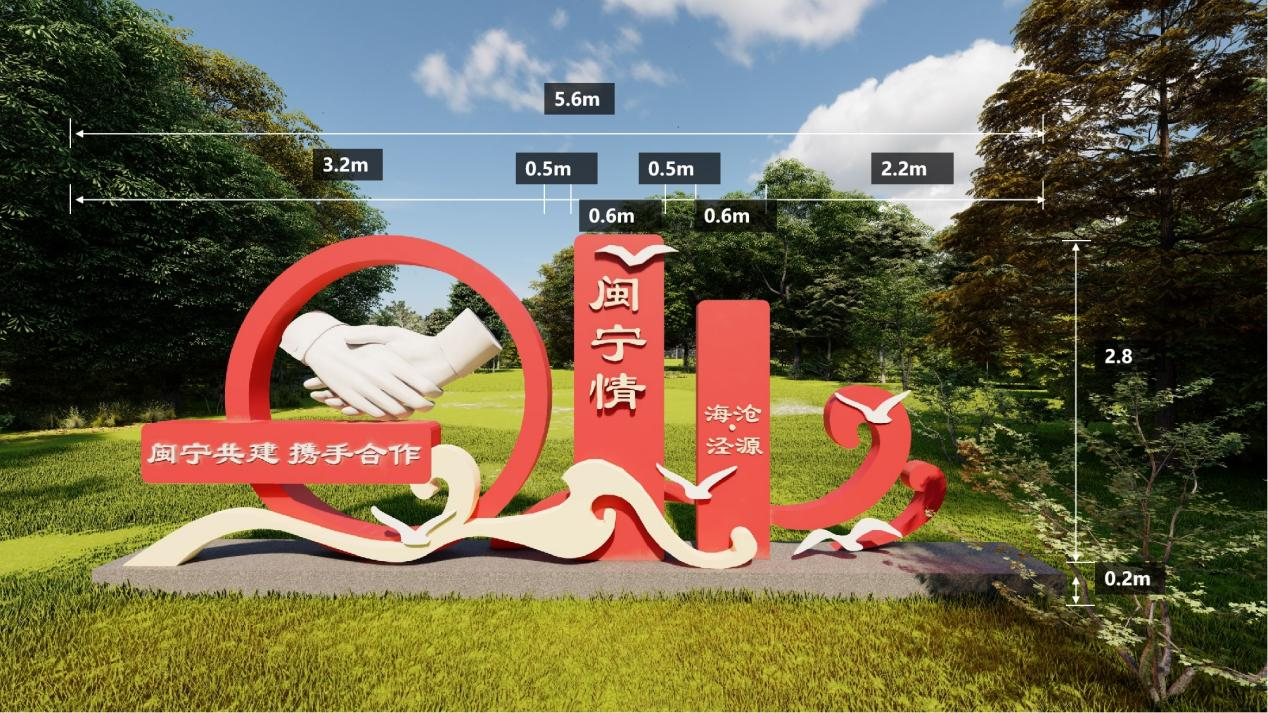 5.6m
3.2m
0.5m
0.5m
2.2m
0.6m
0.6m
闽
宁
情
2.8
海·沧
泾源
闽宁共建 携手合作
0.2m